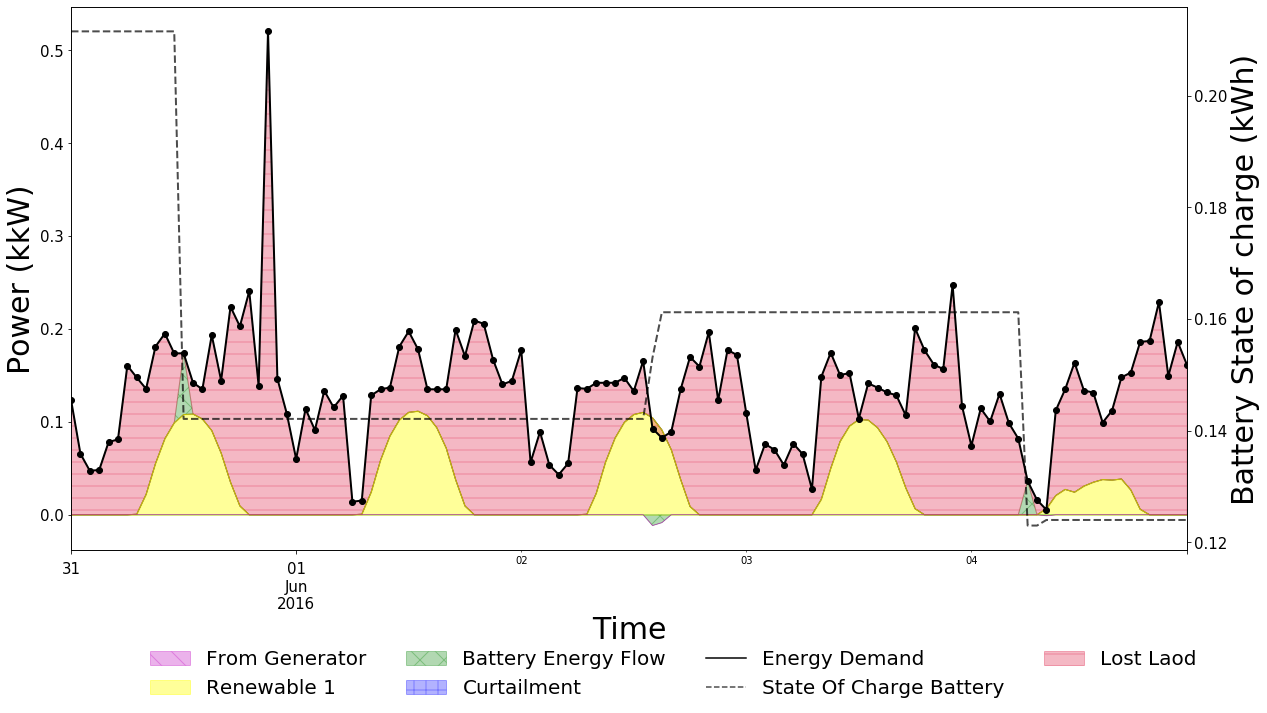 Power (kkW)
0.5
0.4
0.3
0.2
0.1
0.0
0.20
0.18
0.16
0.14
0.12
Battery State of charge (kWh)
31
01
Jun
2016
02
03
04
Time
From Generator
Battery Energy Flow
Energy Demand
Lost Laod
Renewable 1
Curtailment
State Of Charge Battery